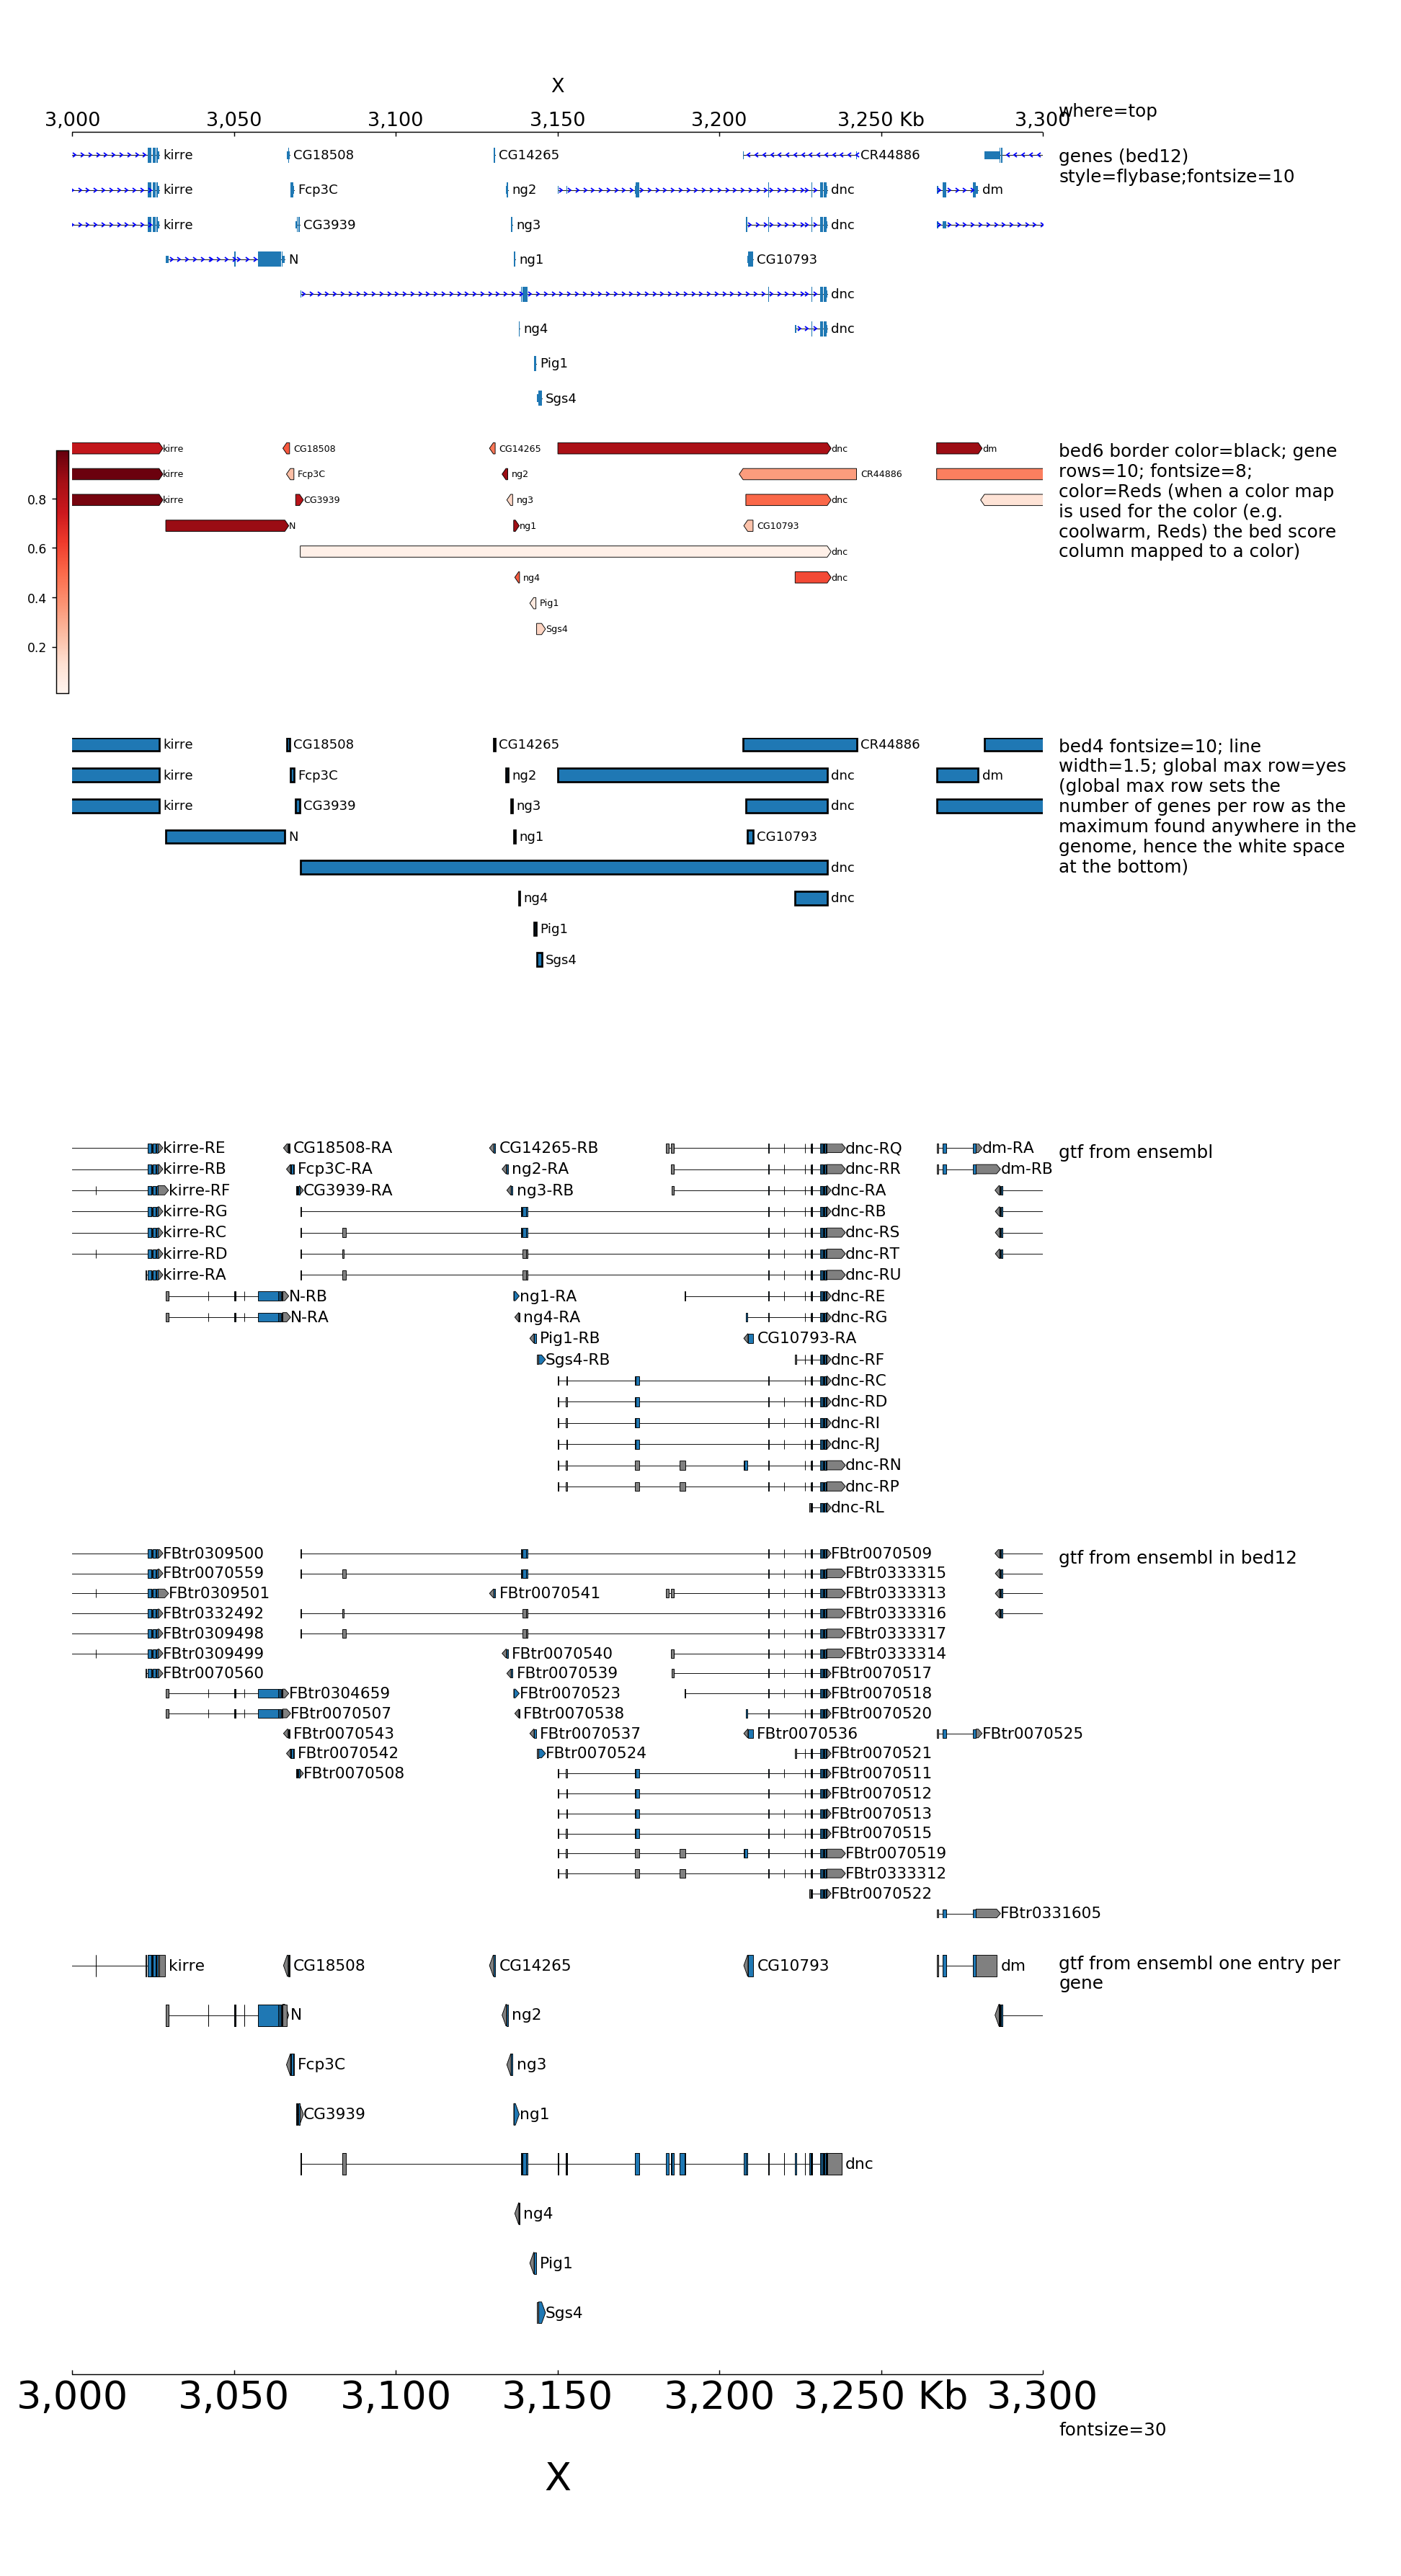 X
3,000 3,050 3,100 3,150 3,200 3,250 Kb 3,300
where=top
kirre CG18508 CG14265 CR44886
genes (bed12)
style=flybase;fontsize=10
kirre Fcp3C ng2 dnc dm
kirre CG3939 ng3 dnc
N ng1 CG10793
dnc
ng4 dnc
Pig1
Sgs4
kirre CG18508 CG14265 dnc dm
kirre Fcp3C ng2 CR44886
kirre CG3939 ng3 dnc
N ng1 CG10793
dnc
ng4 dnc
Pig1
Sgs4
0.8
0.6
0.4
0.2
bed6 border color=black; gene
rows=10; fontsize=8;
color=Reds (when a color map
is used for the color (e.g.
coolwarm, Reds) the bed score
column mapped to a color)
kirre CG18508 CG14265 CR44886
kirre Fcp3C ng2 dnc dm
kirre CG3939 ng3 dnc
N ng1 CG10793
dnc
ng4 dnc
Pig1
Sgs4
bed4 fontsize=10; line
width=1.5; global max row=yes
(global max row sets the
number of genes per row as the
maximum found anywhere in the
genome, hence the white space
at the bottom)
kirre-RE CG18508-RA CG14265-RB dnc-RQ dm-RA
gtf from ensembl
kirre-RB Fcp3C-RA ng2-RA dnc-RR dm-RB
kirre-RF CG3939-RA ng3-RB dnc-RA
kirre-RG dnc-RB
kirre-RC dnc-RS
kirre-RD dnc-RT
kirre-RA dnc-RU
N-RB ng1-RA dnc-RE
N-RA ng4-RA dnc-RG
Pig1-RB CG10793-RA
Sgs4-RB dnc-RF
dnc-RC
dnc-RD
dnc-RI
dnc-RJ
dnc-RN
dnc-RP
dnc-RL
FBtr0309500 FBtr0070509
gtf from ensembl in bed12
FBtr0070559 FBtr0333315
FBtr0309501 FBtr0070541 FBtr0333313
FBtr0332492 FBtr0333316
FBtr0309498 FBtr0333317
FBtr0309499 FBtr0070540 FBtr0333314
FBtr0070560 FBtr0070539 FBtr0070517
FBtr0304659 FBtr0070523 FBtr0070518
FBtr0070507 FBtr0070538 FBtr0070520
FBtr0070543 FBtr0070537 FBtr0070536 FBtr0070525
FBtr0070542 FBtr0070524 FBtr0070521
FBtr0070508 FBtr0070511
FBtr0070512
FBtr0070513
FBtr0070515
FBtr0070519
FBtr0333312
FBtr0070522
FBtr0331605
kirre CG18508 CG14265 CG10793 dm
gtf from ensembl one entry per
gene
N ng2
Fcp3C ng3
CG3939 ng1
dnc
ng4
Pig1
Sgs4
3,000 3,050 3,100 3,150 3,200 3,250 Kb 3,300
fontsize=30
X